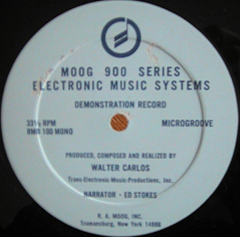 MOOG 900 SERIES
ELECTRONIC MUSIC SYSTEMS
DEMONSTRATION RECORD
33⅓ RPM MICROGROOVE
RMR 100 MONO
PRODUCED, COMPOSED AND REALIZED BY
WALTER CARLOS
Trans-Electronic-Music-Productions, Inc.
NARRATOR - ED STOKES
R. A. MOOG, INC.
Trumansburg, New York 14886